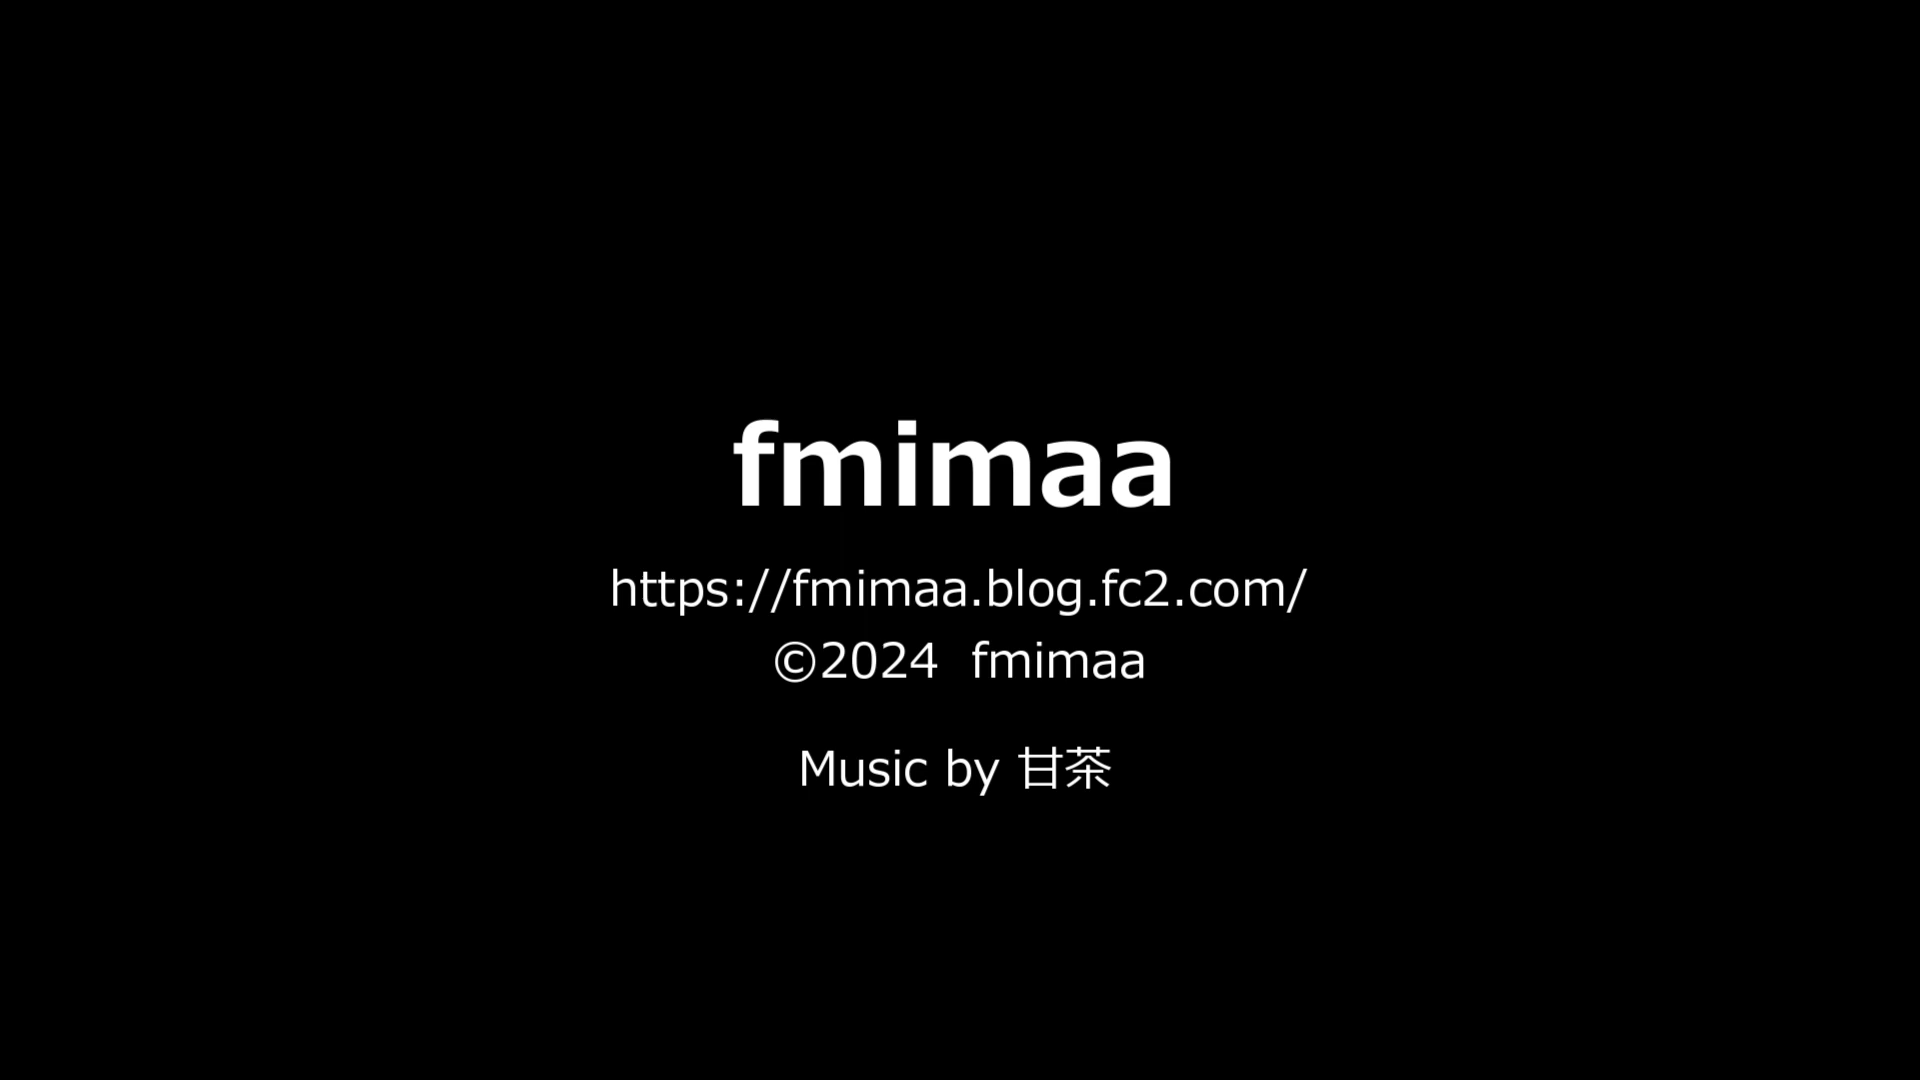 fmimaa
https://fmimaa.blog.fc2.com/
©2024 fmimaa
Music by 甘茶